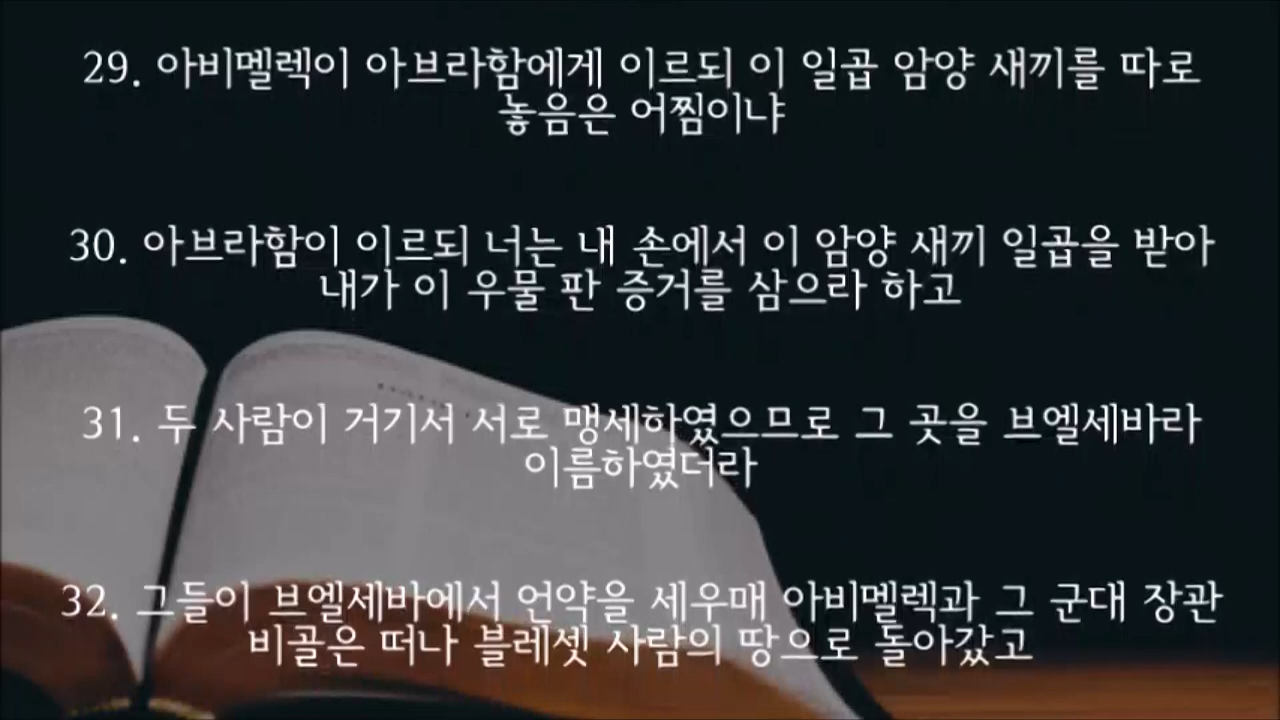 29. 아비멜렉이 아브라함에게 이르되 이 일곱 암양 새끼를 따로
놓음은 어찜이냐
30. 아브라함이 이르되 너는 내 손에서 이 암양 새끼 일곱을 받아
내가 이 우물 판 증거를 삼으라 하고
31. 두 사람이 거기서 서로 맹세하였으므로 그 곳을 브엘세바라
이름하였더라
32. 그들이 브엘세바에서 언약을 세우매 아비멜렉과 그 군대 장관
비골은 떠나 블레셋 사람의 땅으로 돌아갔고